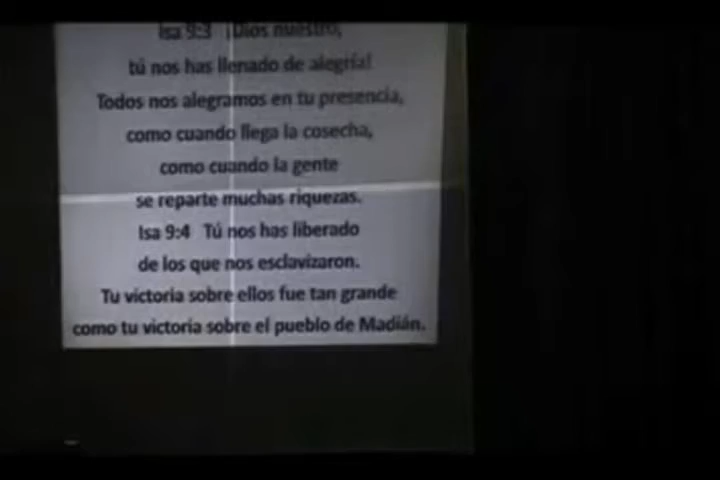 Isa 9:3 ¡Dios nuestro,
tú nos has llenado de alegría!
Todos nos alegramos en tu presencia,
como cuando llega la cosecha,
como cuando la gente
se reparte muchas riquezas.
Isa 9:4 Tú nos has liberado
de los que nos esclavizaron.
Tu victoria sobre ellos fue tan grande
como tu victoria sobre el pueblo de Madián.